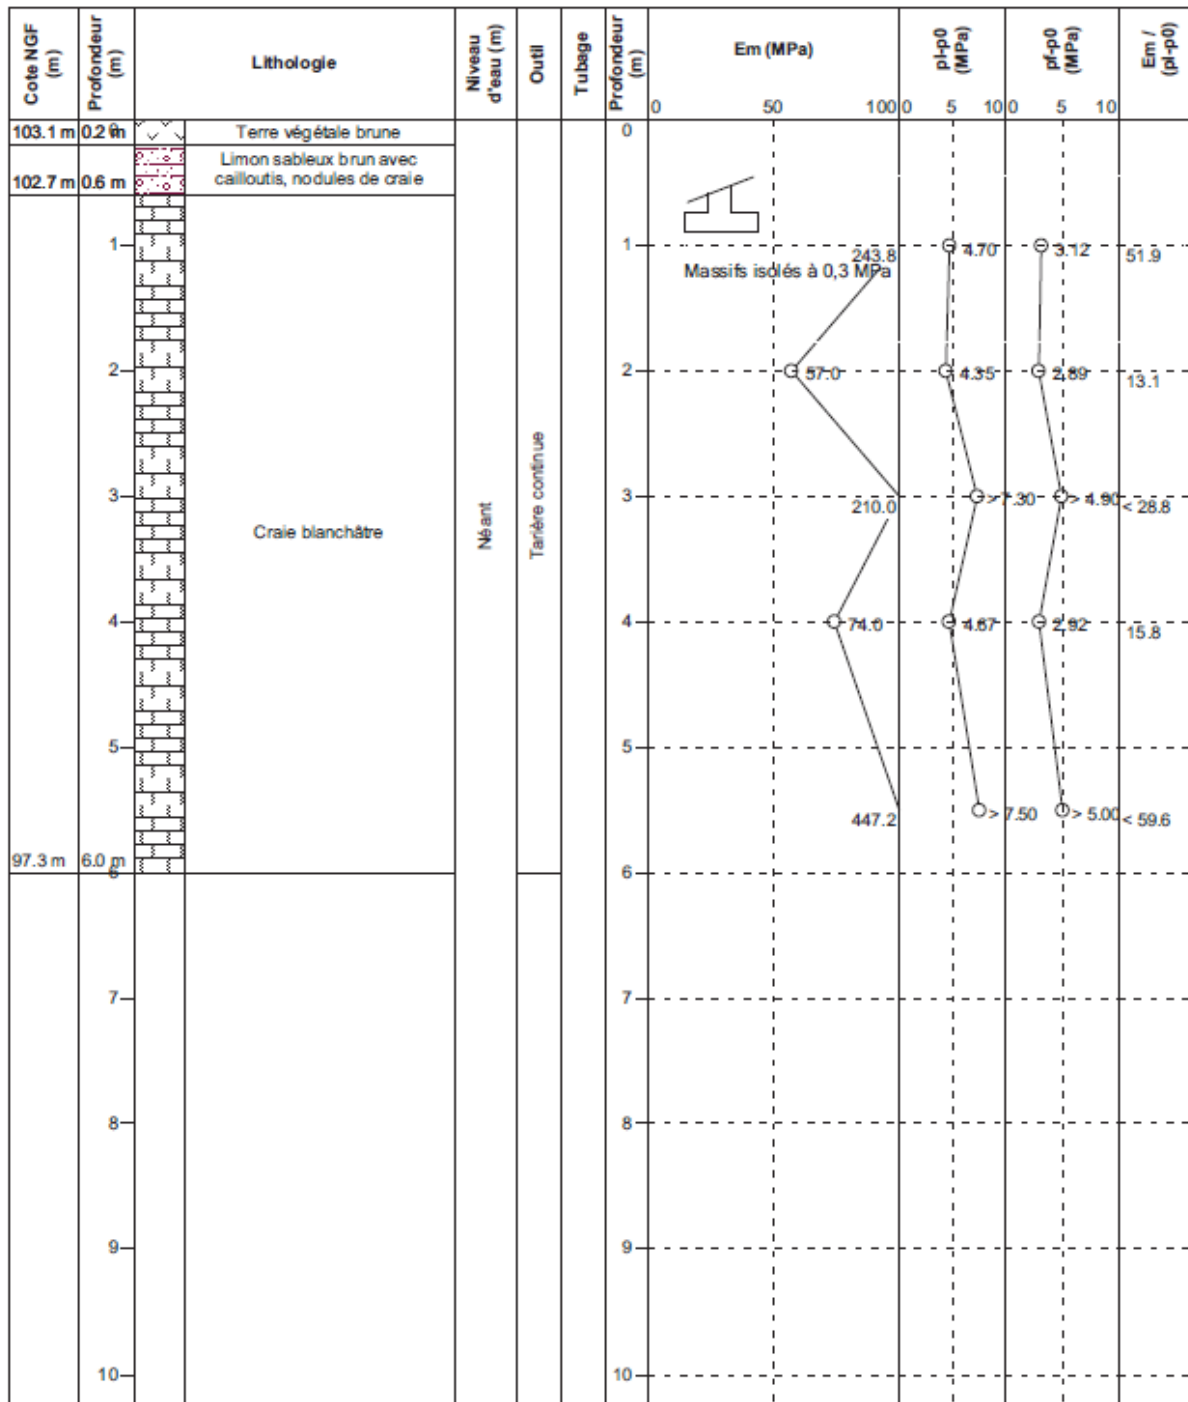 Cote NGF (m)
Profondeur (m)
Lithologie
Niveau d'eau (m)
Outil
Tubage
Profondeur (m)
Em (MPa)
pl-p0 (MPa)
pf-p0 (MPa)
Em / (pl-p0)
0 50 100 0 5 10 0 5 10
103.1 m 0.2 m Terre végétale brune 0
Limon sableux brun avec
102.7 m 0.6 m cailloutis, nodules de craie
1 1 243.8 4.70 3.12 51.9
Massifs isolés à 0,3 MPa
2 2 57.0 4.35 2.89 13.1
3 3 210.0 > 7.30 > 4.90 < 28.8
Craie blanchâtre
Néant
Tarière continue
4 4 74.0 4.67 2.92 15.8
5 5
447.2 > 7.50 > 5.00 < 59.6
97.3 m 6.0 m
6 6
7 7
8 8
9 9
10 10